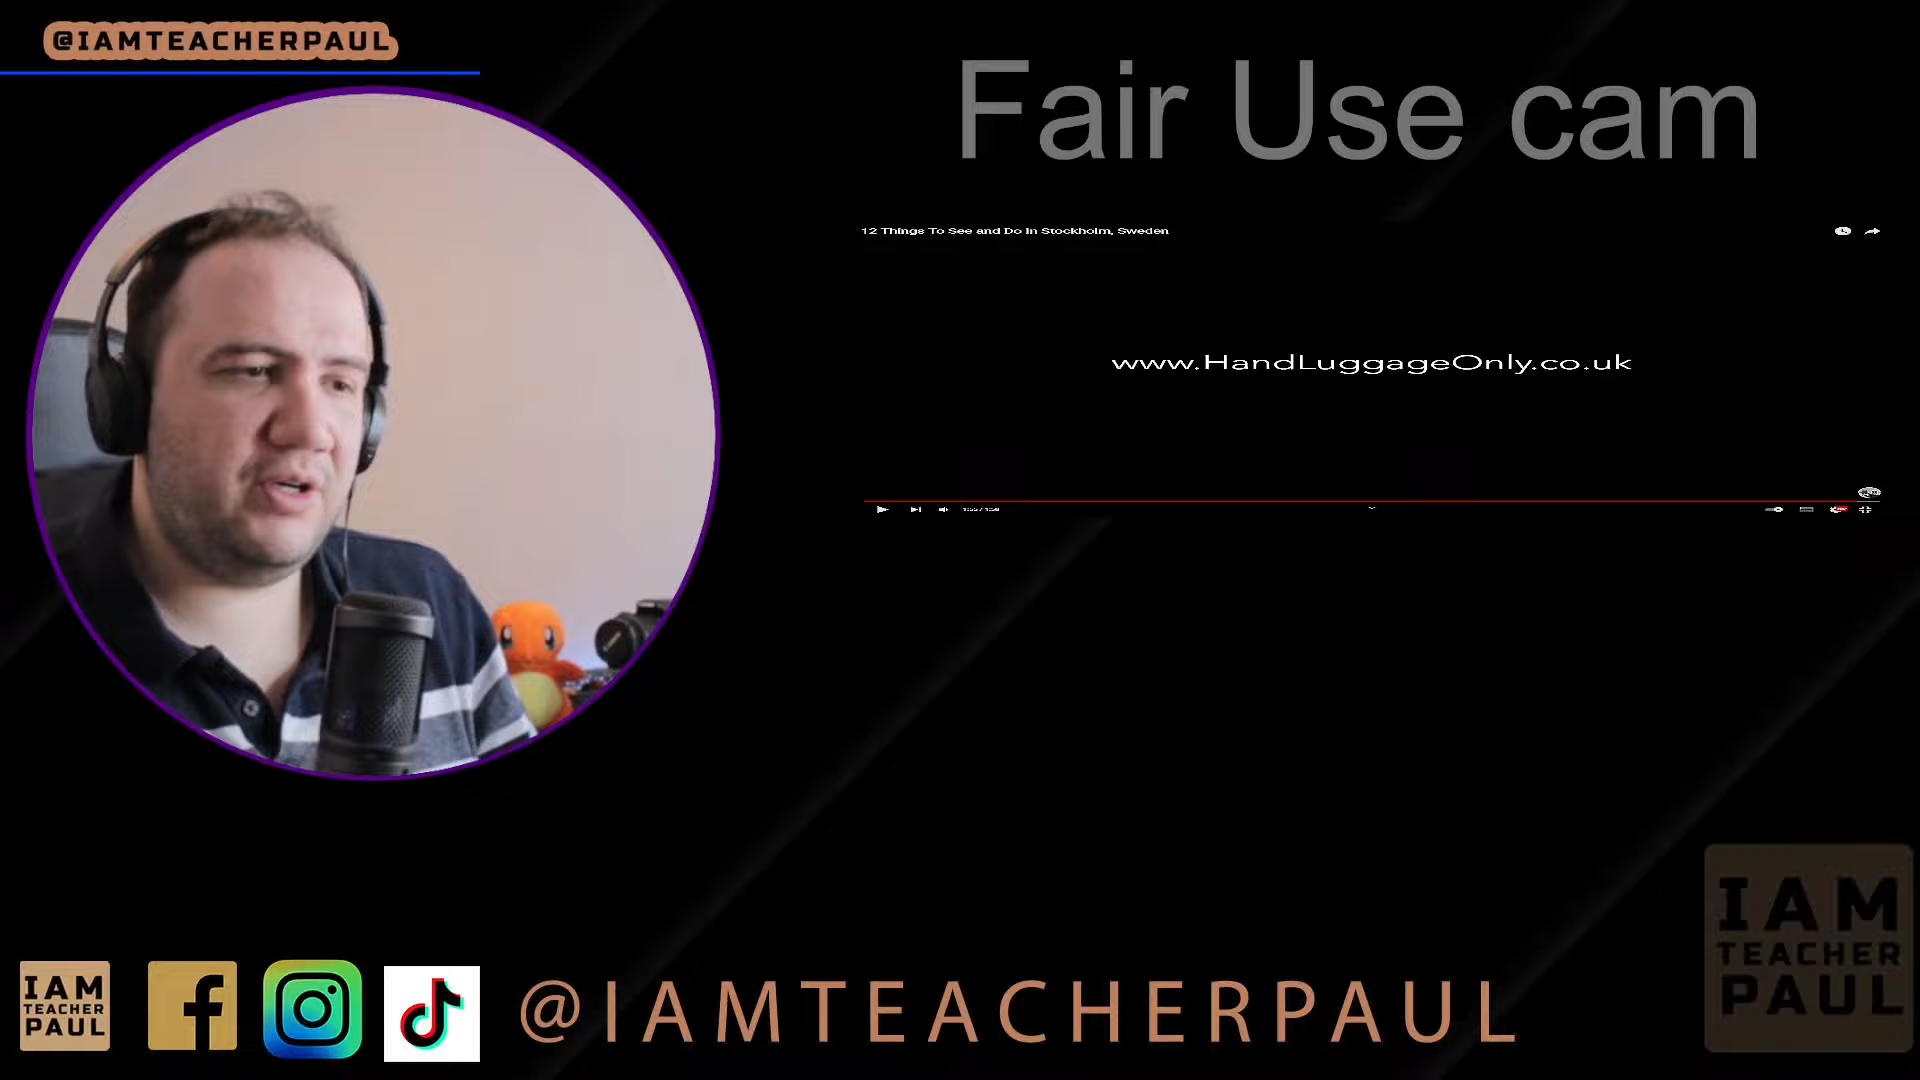 @IAMTEACHERPAUL
Fair Use cam
12 Things To See and Do In Stockholm, Sweden
www.HandLuggageOnly.co.uk
IAM
TEACHER
PAUL
IAM
TEACHER
PAUL
@IAMTEACHERPAUL